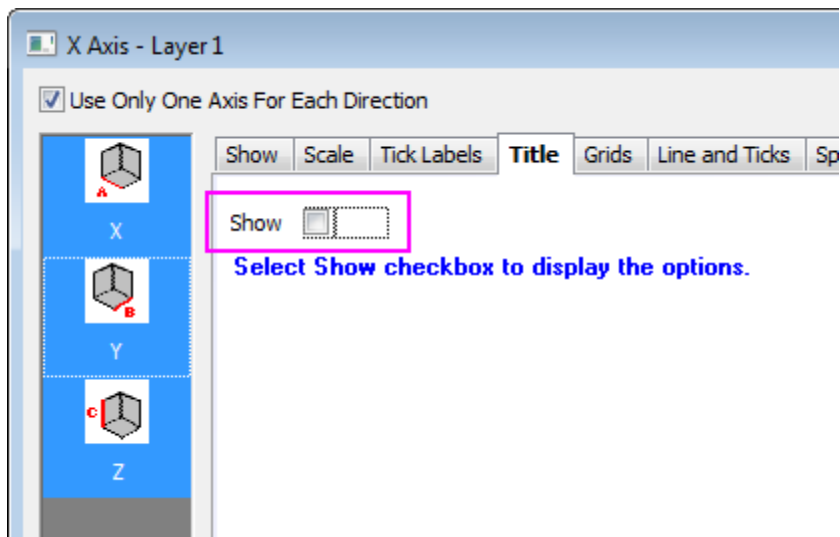 X Axis - Layer 1
Use Only One Axis For Each Direction
Show Scale Tick Labels Title Grids Line and Ticks Sp
A
X
Show
Select Show checkbox to display the options.
B
Y
C
Z